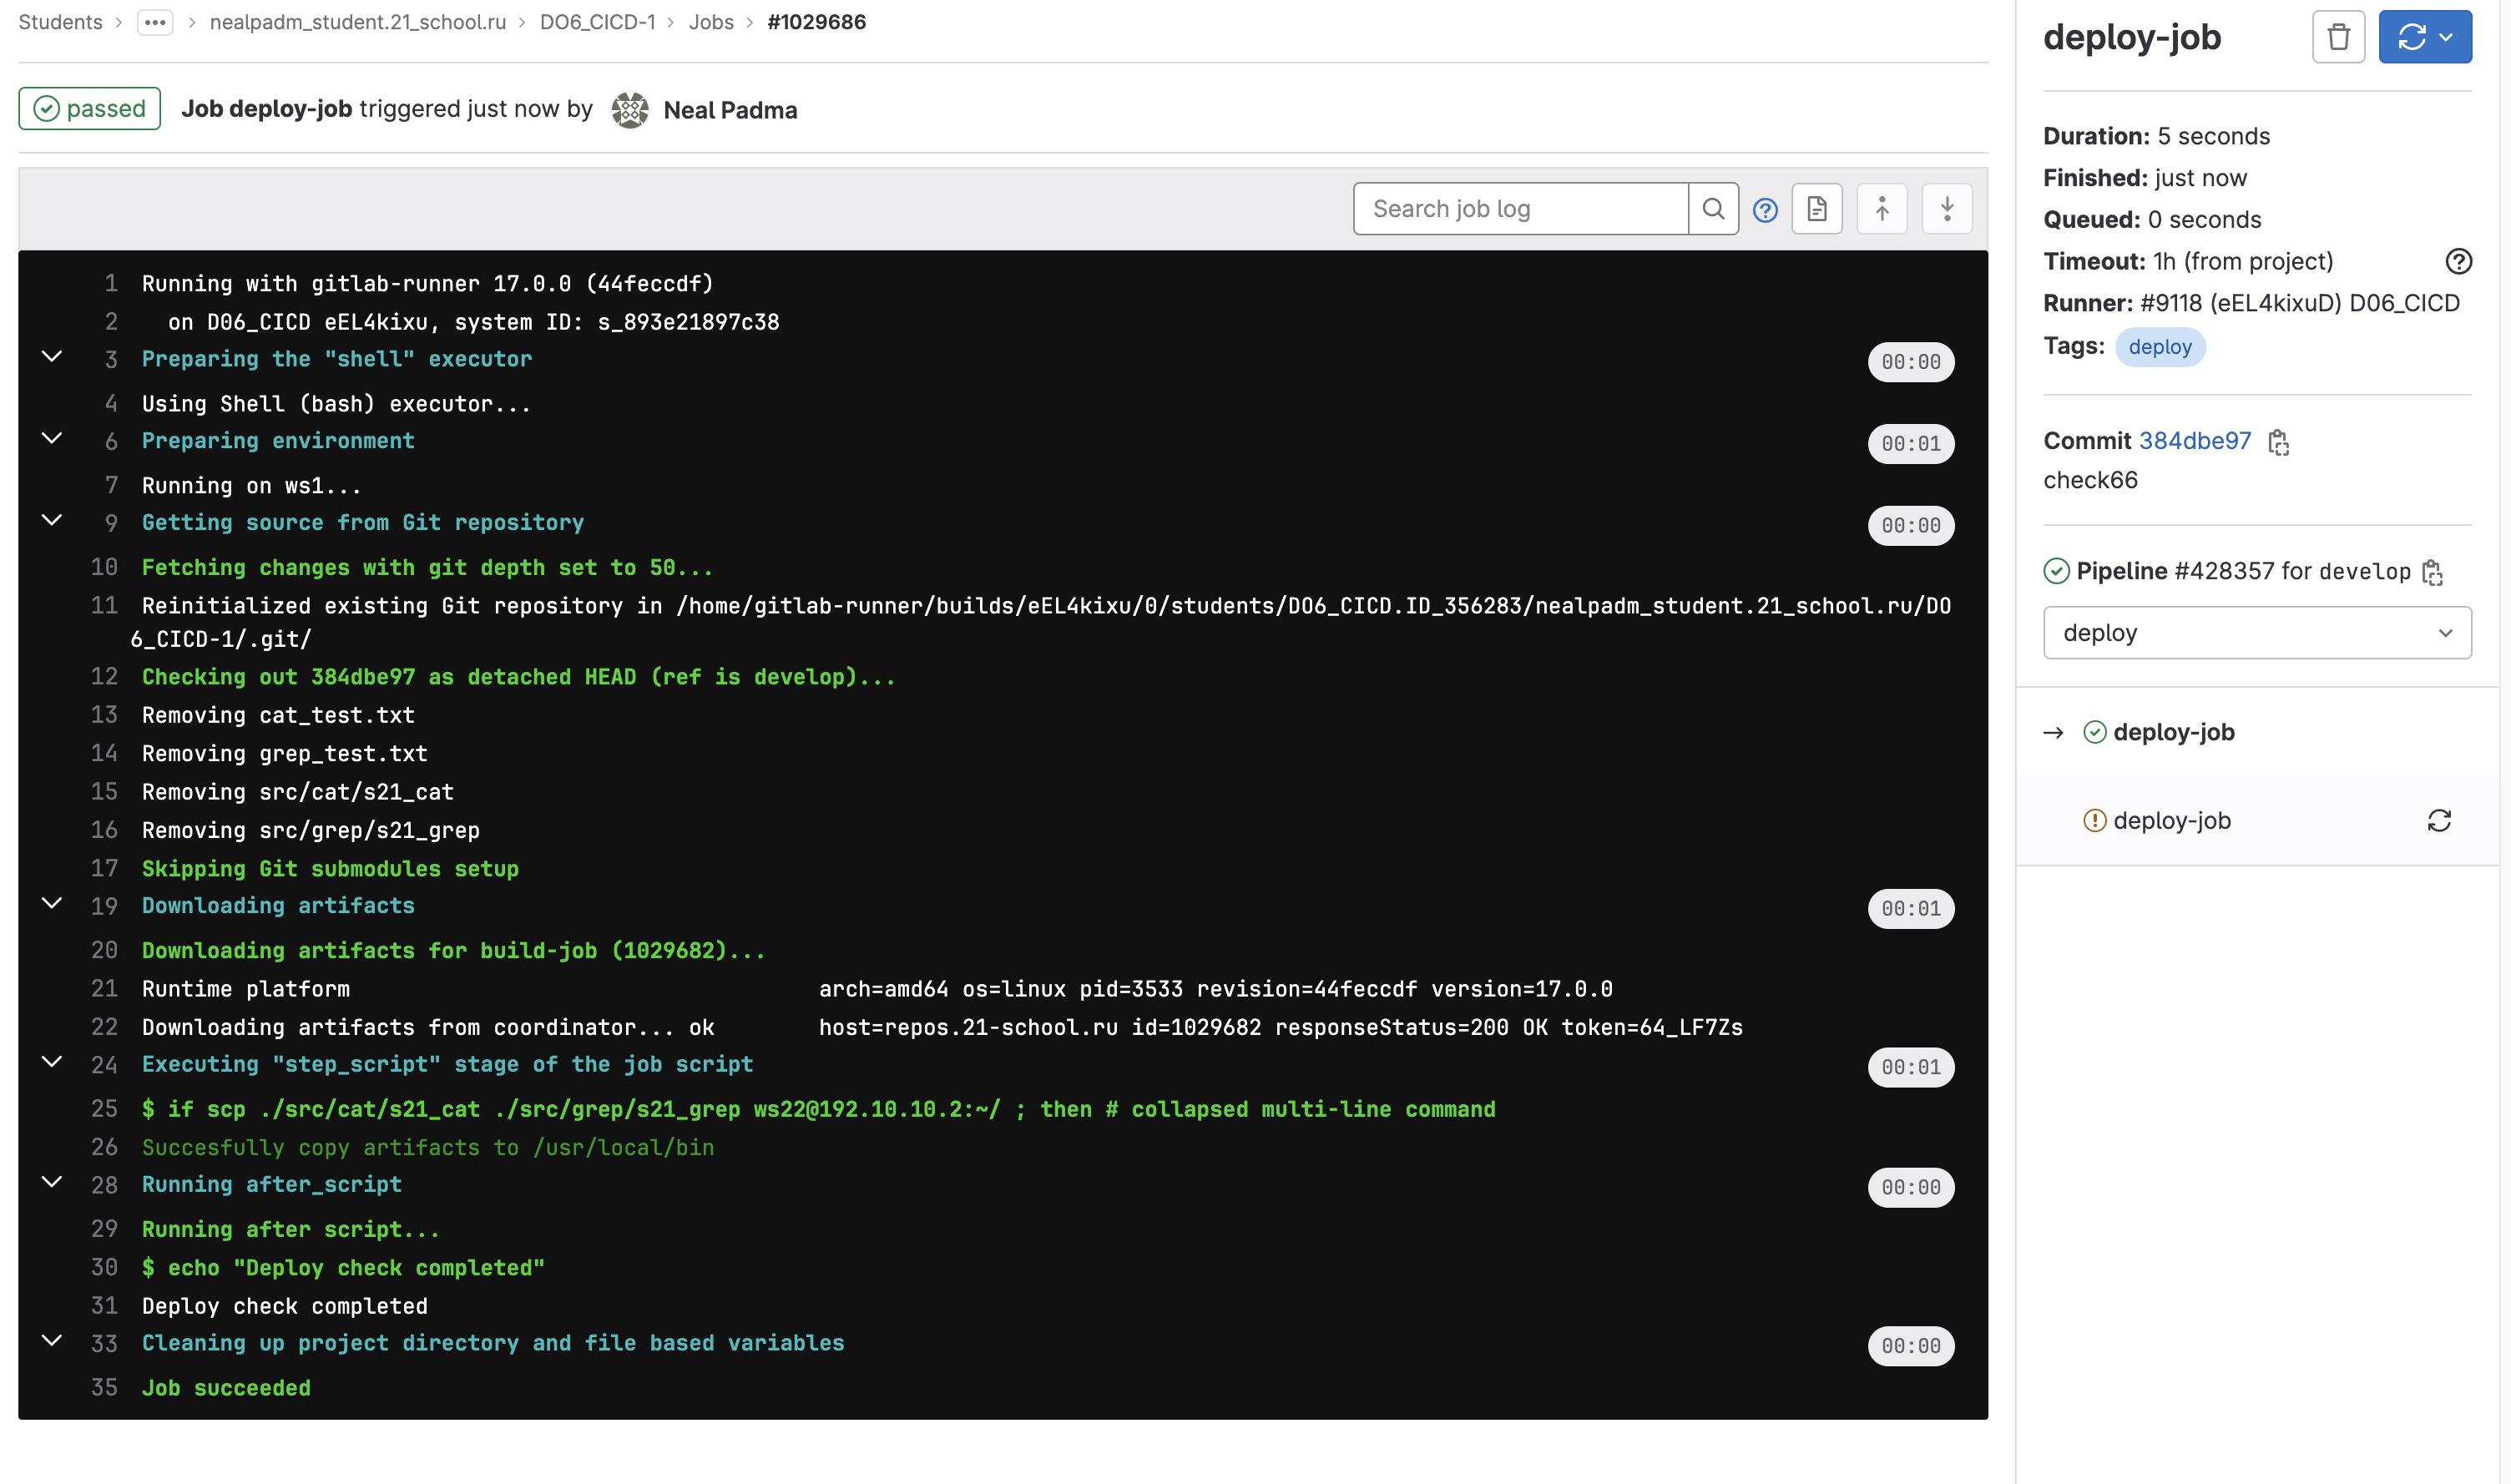 Students > ••• > nealpadm_student.21_school.ru > DO6_CICD-1 > Jobs > #1029686
passed Job deploy-job triggered just now by Neal Padma
Search job log
1 Running with gitlab-runner 17.0.0 (44feccdf)
2 on D06_CICD eEL4kixu, system ID: s_893e21897c38
3 Preparing the "shell" executor 00:00
4 Using Shell (bash) executor...
6 Preparing environment 00:01
7 Running on ws1...
9 Getting source from Git repository 00:00
10 Fetching changes with git depth set to 50...
11 Reinitialized existing Git repository in /home/gitlab-runner/builds/eEL4kixu/0/students/DO6_CICD.ID_356283/nealpadm_student.21_school.ru/DO
6_CICD-1/.git/
12 Checking out 384dbe97 as detached HEAD (ref is develop)...
13 Removing cat_test.txt
14 Removing grep_test.txt
15 Removing src/cat/s21_cat
16 Removing src/grep/s21_grep
17 Skipping Git submodules setup
19 Downloading artifacts 00:01
20 Downloading artifacts for build-job (1029682)...
21 Runtime platform arch=amd64 os=linux pid=3533 revision=44feccdf version=17.0.0
22 Downloading artifacts from coordinator... ok host=repos.21-school.ru id=1029682 responseStatus=200 OK token=64_LF7Zs
24 Executing "step_script" stage of the job script 00:01
25 $ if scp ./src/cat/s21_cat ./src/grep/s21_grep ws22@192.10.10.2:~/ ; then # collapsed multi-line command
26 Succesfully copy artifacts to /usr/local/bin
28 Running after_script 00:00
29 Running after script...
30 $ echo "Deploy check completed"
31 Deploy check completed
33 Cleaning up project directory and file based variables 00:00
35 Job succeeded
deploy-job
Duration: 5 seconds
Finished: just now
Queued: 0 seconds
Timeout: 1h (from project)
Runner: #9118 (eEL4kixuD) D06_CICD
Tags: deploy
Commit 384dbe97
check66
Pipeline #428357 for develop
deploy
→ deploy-job
deploy-job